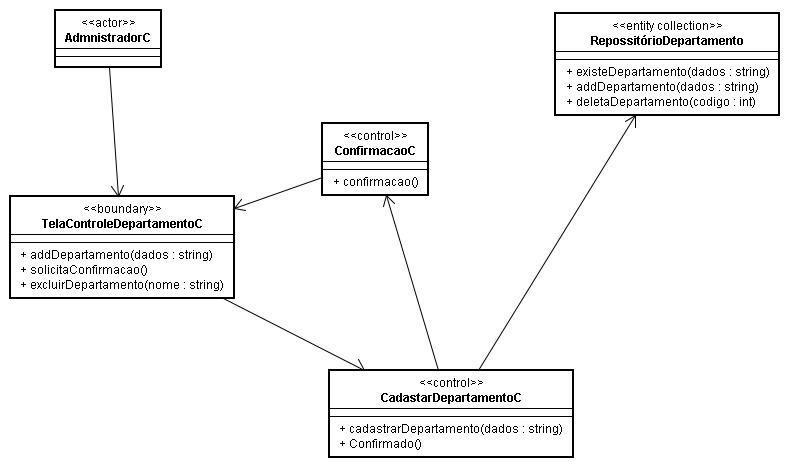 <<actor>>
AdmnistradorC
<<entity collection>>
RepossitórioDepartamento
+ existeDepartamento(dados : string)
+ addDepartamento(dados : string)
+ deletaDepartamento(codigo : int)
<<control>>
ConfirmacaoC
+ confirmacao()
<<boundary>>
TelaControleDepartamentoC
+ addDepartamento(dados : string)
+ solicitaConfirmacao()
+ excluirDepartamento(nome : string)
<<control>>
CadastarDepartamentoC
+ cadastrarDepartamento(dados : string)
+ Confirmado()